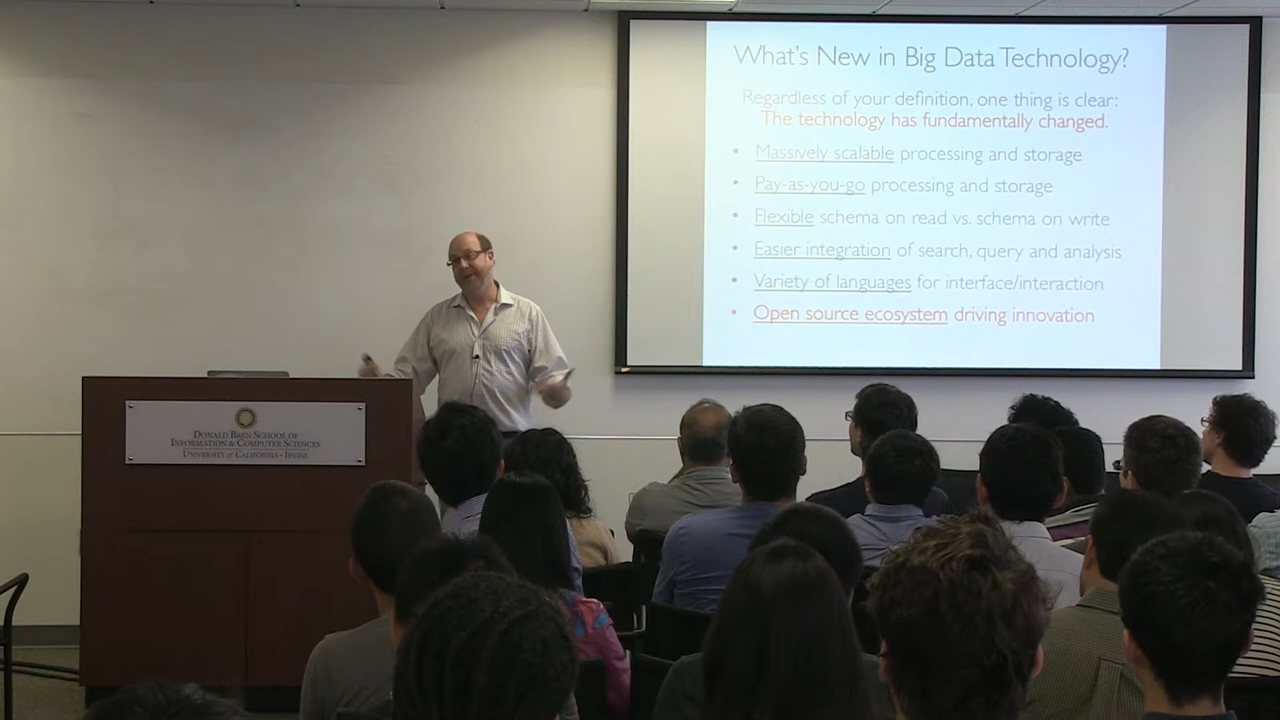 What's New in Big Data Technology?
Regardless of your definition, one thing is clear:
The technology has fundamentally changed.
• Massively scalable processing and storage
• Pay-as-you-go processing and storage
• Flexible schema on read vs. schema on write
• Easier integration of search, query and analysis
• Variety of languages for interface/interaction
• Open source ecosystem driving innovation
DONALD BREN SCHOOL OF
INFORMATION & COMPUTER SCIENCES
UNIVERSITY of CALIFORNIA • IRVINE